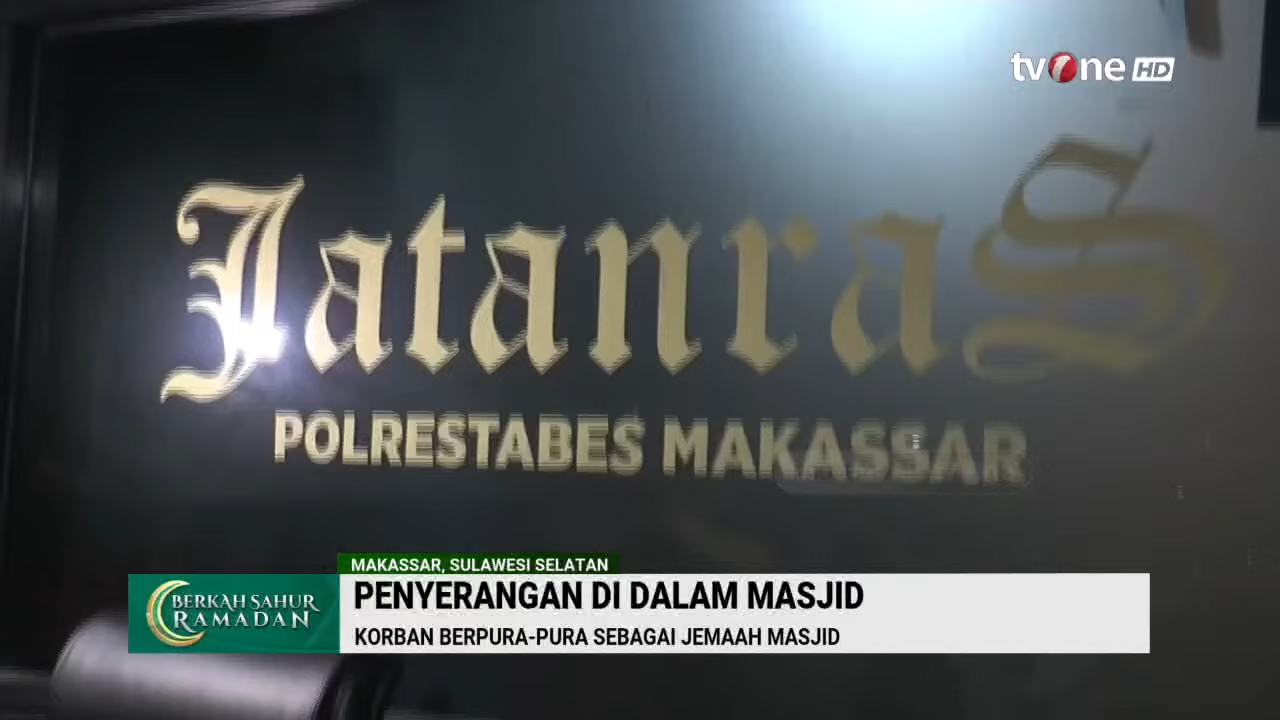 tvOne HD
JatanraS
POLRESTABES MAKASSAR
MAKASSAR, SULAWESI SELATAN
BERKAH SAHUR
RAMADAN
PENYERANGAN DI DALAM MASJID
KORBAN BERPURA-PURA SEBAGAI JEMAAH MASJID